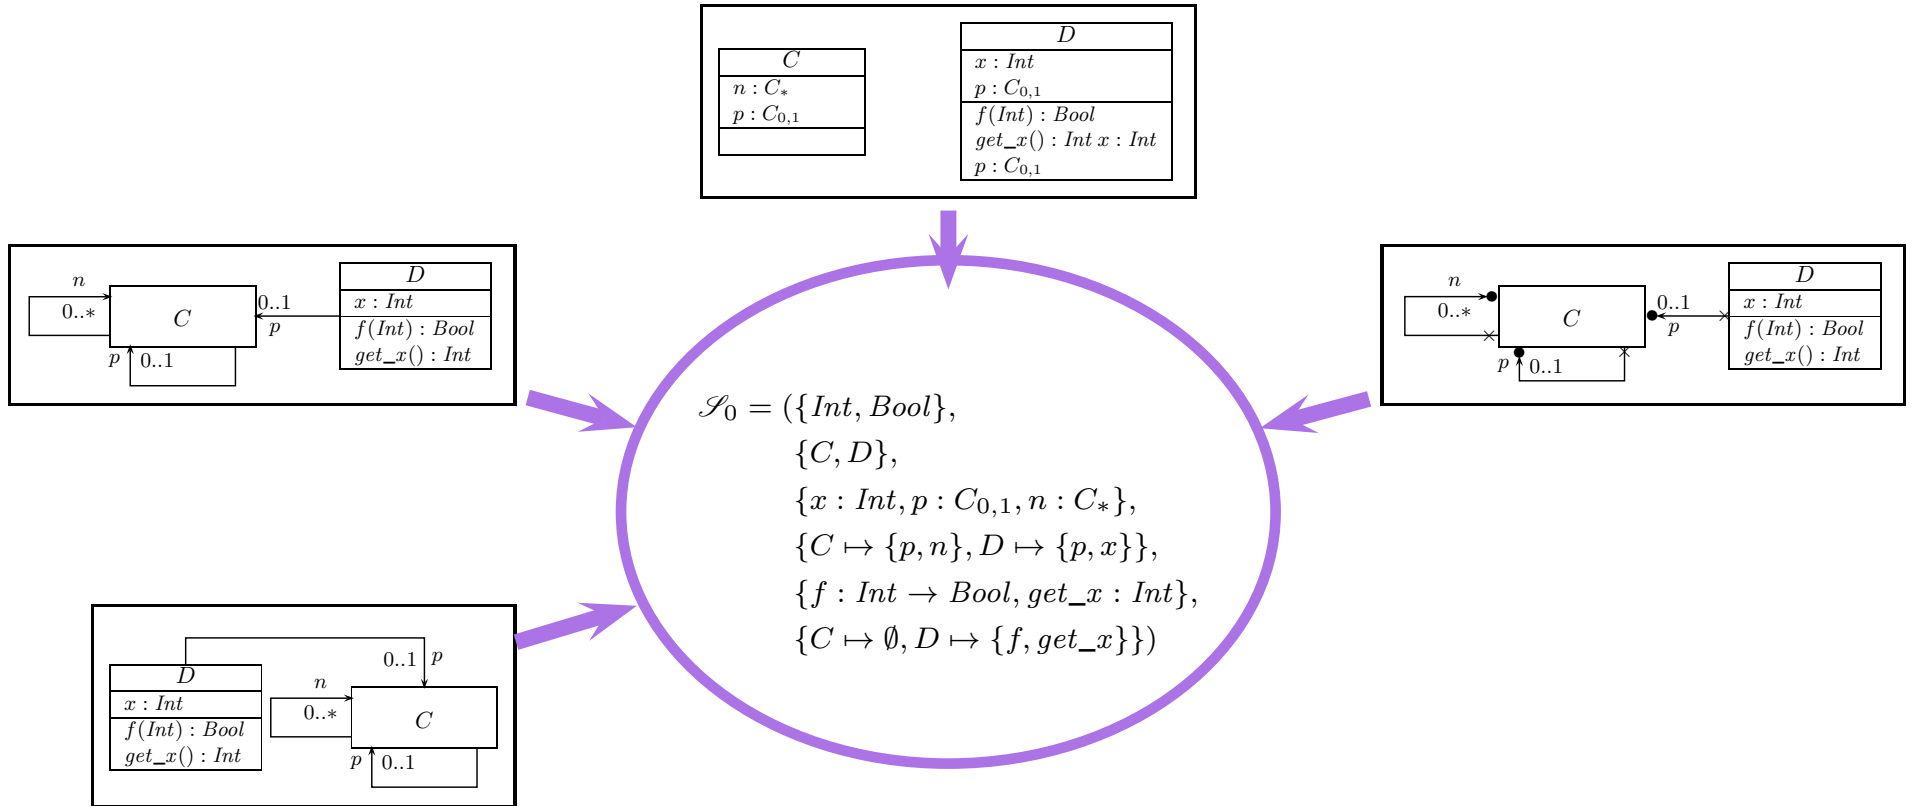 C
n : C*
p : C0,1
D
x : Int
p : C0,1
f(Int) : Bool
get_x() : Int x : Int
p : C0,1
n
0..*
C
p
0..1
0..1
p
D
x : Int
f(Int) : Bool
get_x() : Int
n
0..*
C
p
0..1
0..1
p
D
x : Int
f(Int) : Bool
get_x() : Int
𝒮0 = ({Int, Bool},
{C, D},
{x : Int, p : C0,1, n : C*},
{C ↦ {p, n}, D ↦ {p, x}},
{f : Int → Bool, get_x : Int},
{C ↦ ∅, D ↦ {f, get_x}})
D
x : Int
f(Int) : Bool
get_x() : Int
0..1
p
n
0..*
C
p
0..1